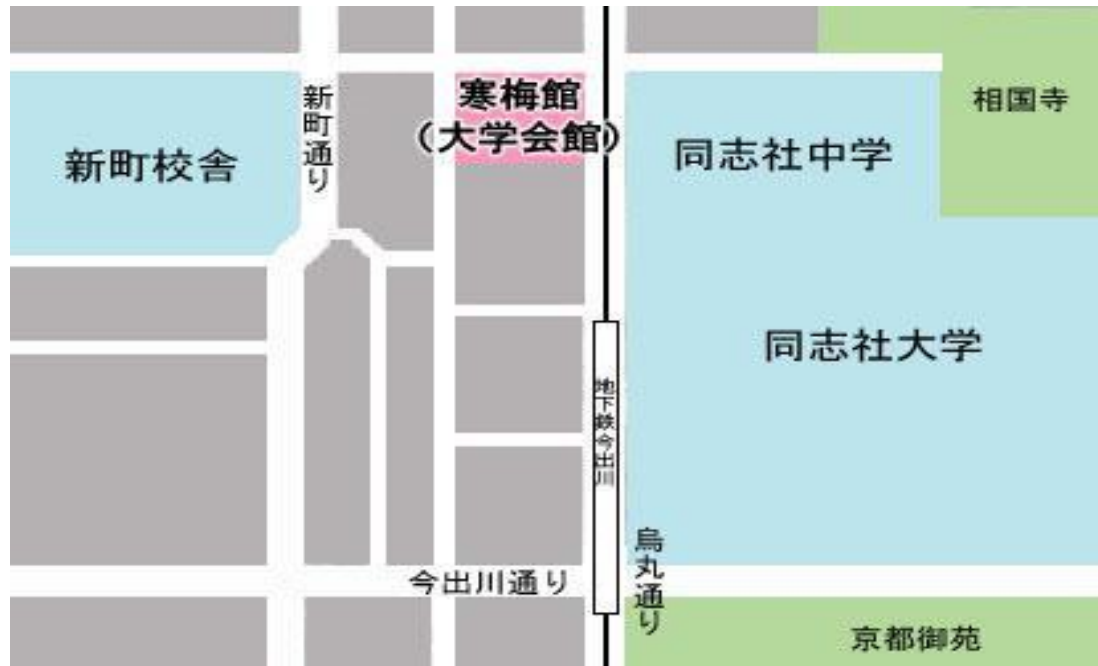 寒梅館
（大学会館）
新町通り
相国寺
新町校舎
同志社中学
同志社大学
地下鉄今出川
烏丸通り
今出川通り
京都御苑